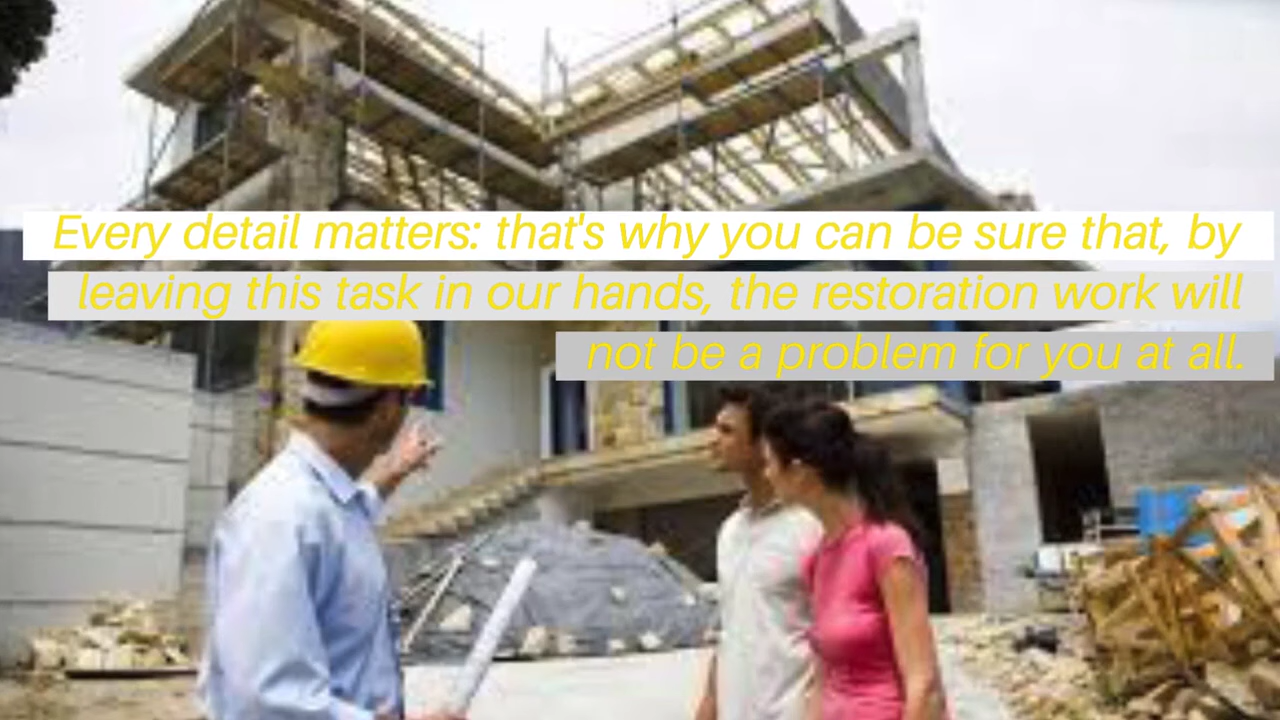 Every detail matters: that's why you can be sure that, by
leaving this task in our hands, the restoration work will
not be a problem for you at all.